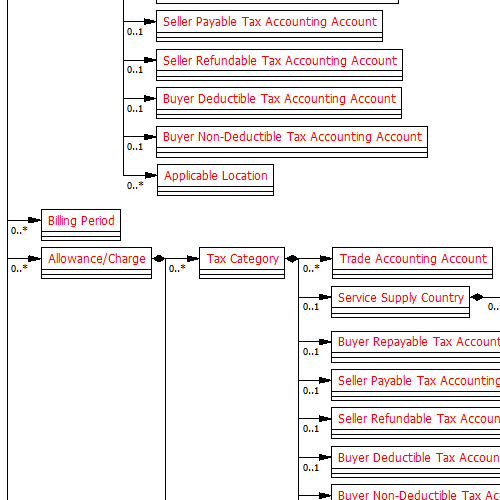 Seller Payable Tax Accounting Account
0..1
Seller Refundable Tax Accounting Account
0..1
Buyer Deductible Tax Accounting Account
0..1
Buyer Non-Deductible Tax Accounting Account
0..1
Applicable Location
0..*
Billing Period
0..*
Allowance/Charge
0..*
Tax Category
0..*
Trade Accounting Account
0..*
Service Supply Country
0..1
0..
Buyer Repayable Tax Account
0..1
Seller Payable Tax Accounting
0..1
Seller Refundable Tax Accoun
0..1
Buyer Deductible Tax Accoun
0..1
Buyer Non-Deductible Tax Ac